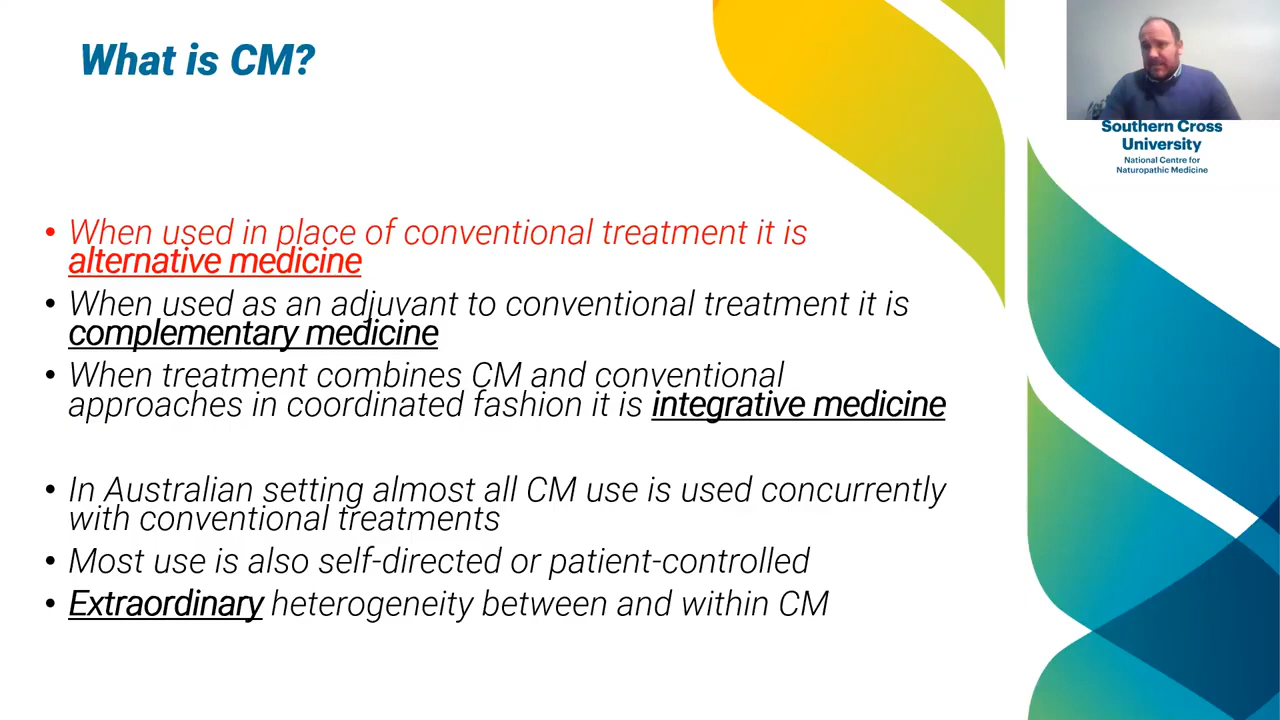 What is CM?
Southern Cross
University
National Centre for
Naturopathic Medicine
• When used in place of conventional treatment it is
alternative medicine
• When used as an adjuvant to conventional treatment it is
complementary medicine
• When treatment combines CM and conventional
approaches in coordinated fashion it is integrative medicine
• In Australian setting almost all CM use is used concurrently
with conventional treatments
• Most use is also self-directed or patient-controlled
• Extraordinary heterogeneity between and within CM